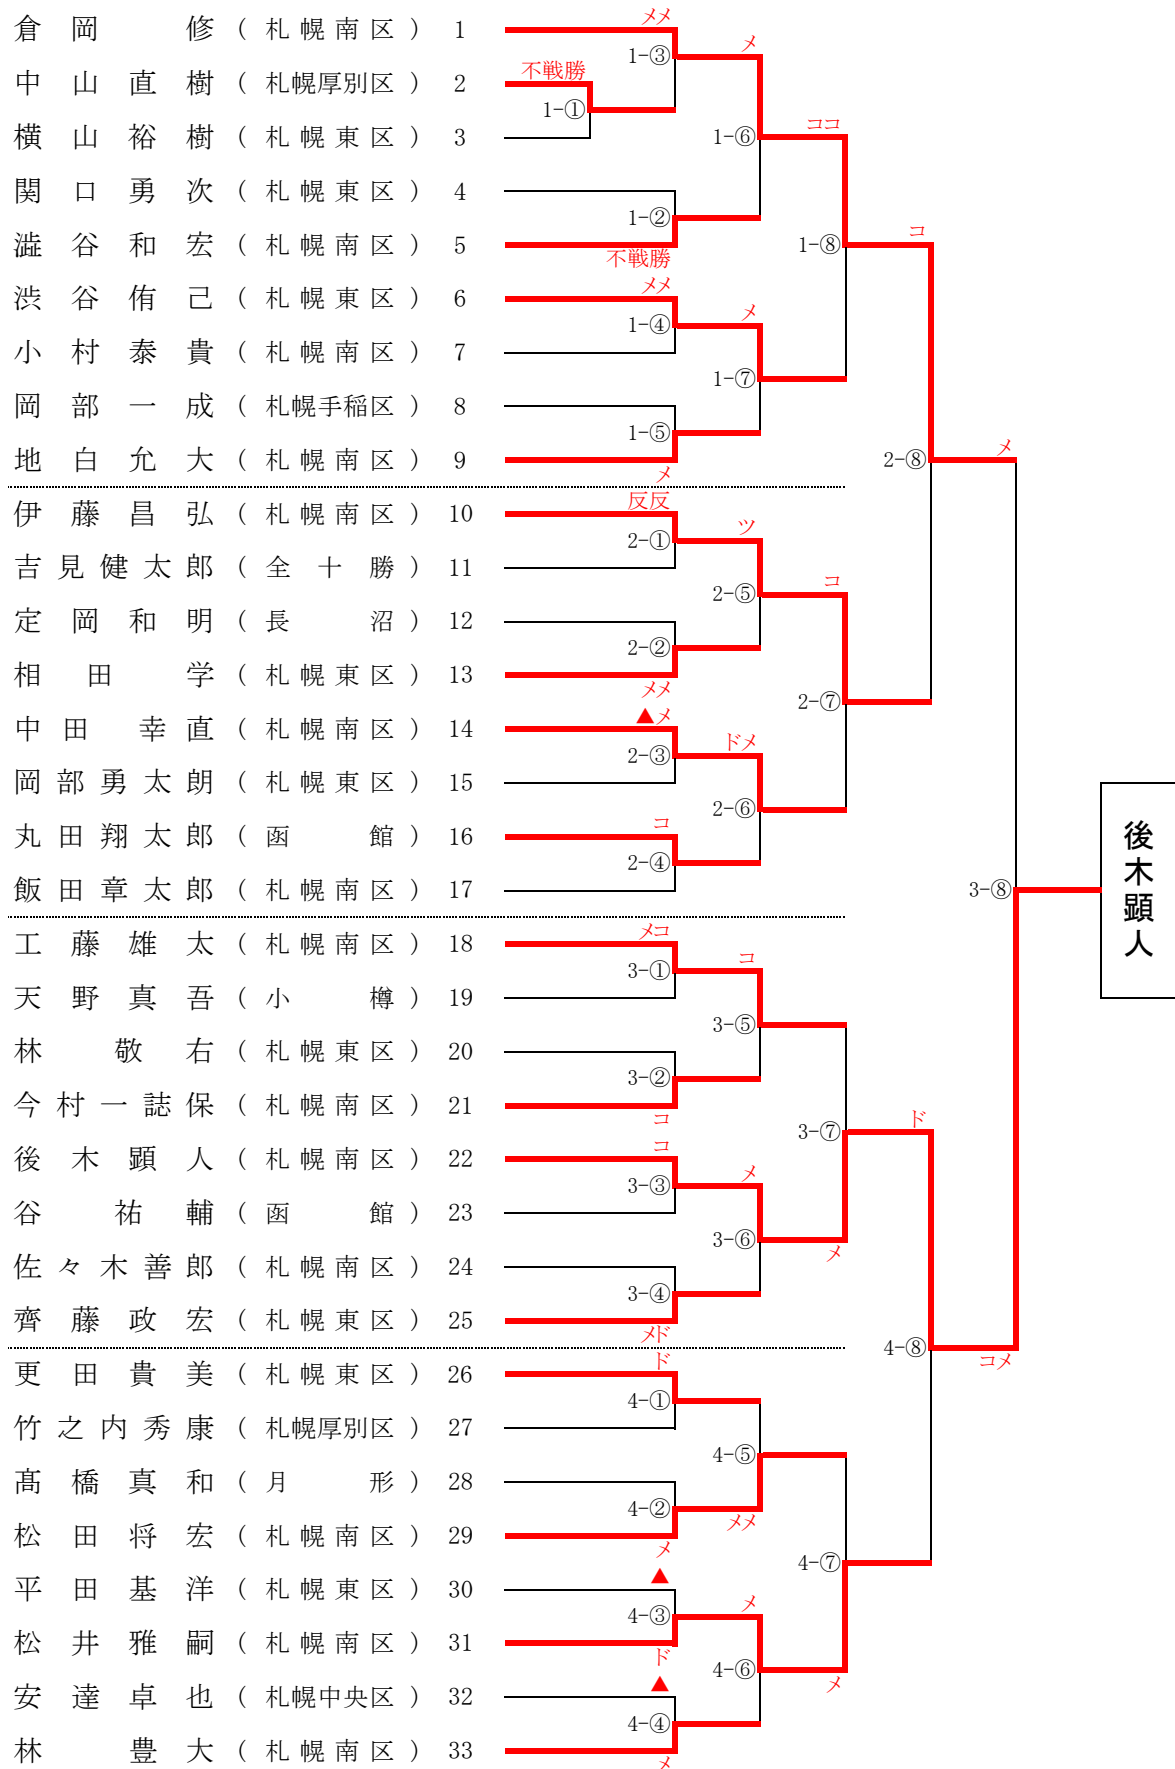 倉岡 修 ( 札幌南区 ) 1
メメ
メ
1-③
不戦勝
中山直樹 ( 札幌厚別区 ) 2
1-①
横山裕樹 ( 札幌東区 ) 3
1-⑥
ココ
関口勇次 ( 札幌東区 ) 4
1-②
澁谷和宏 ( 札幌南区 ) 5
不戦勝
1-⑧
コ
渋谷侑己 ( 札幌東区 ) 6
メメ
メ
1-④
小村泰貴 ( 札幌南区 ) 7
1-⑦
岡部一成 ( 札幌手稲区 ) 8
1-⑤
地白允大 ( 札幌南区 ) 9
メ
2-⑧
メ
伊藤昌弘 ( 札幌南区 ) 10
反反
ツ
2-①
吉見健太郎 ( 全十勝 ) 11
2-⑤
コ
定岡和明 ( 長沼 ) 12
2-②
相田学 ( 札幌東区 ) 13
メメ
2-⑦
中田幸直 ( 札幌南区 ) 14
▲メ
ドメ
2-③
岡部勇太朗 ( 札幌東区 ) 15
2-⑥
丸田翔太郎 ( 函館 ) 16
コ
2-④
飯田章太郎 ( 札幌南区 ) 17
3-⑧
後木顕人
工藤雄太 ( 札幌南区 ) 18
メコ
コ
3-①
天野真吾 ( 小樽 ) 19
3-⑤
林敬右 ( 札幌東区 ) 20
3-②
今村一誌保 ( 札幌南区 ) 21
コ
3-⑦
ド
後木顕人 ( 札幌南区 ) 22
コ
メ
3-③
谷祐輔 ( 函館 ) 23
3-⑥
メ
佐々木善郎 ( 札幌南区 ) 24
3-④
齊藤政宏 ( 札幌東区 ) 25
メド
4-⑧
コメ
更田貴美 ( 札幌東区 ) 26
ド
4-①
竹之内秀康 ( 札幌厚別区 ) 27
4-⑤
髙橋真和 ( 月形 ) 28
4-②
メメ
松田将宏 ( 札幌南区 ) 29
メ
4-⑦
平田基洋 ( 札幌東区 ) 30
▲
メ
4-③
松井雅嗣 ( 札幌南区 ) 31
ド
4-⑥
メ
安達卓也 ( 札幌中央区 ) 32
▲
4-④
林豊大 ( 札幌南区 ) 33
メ